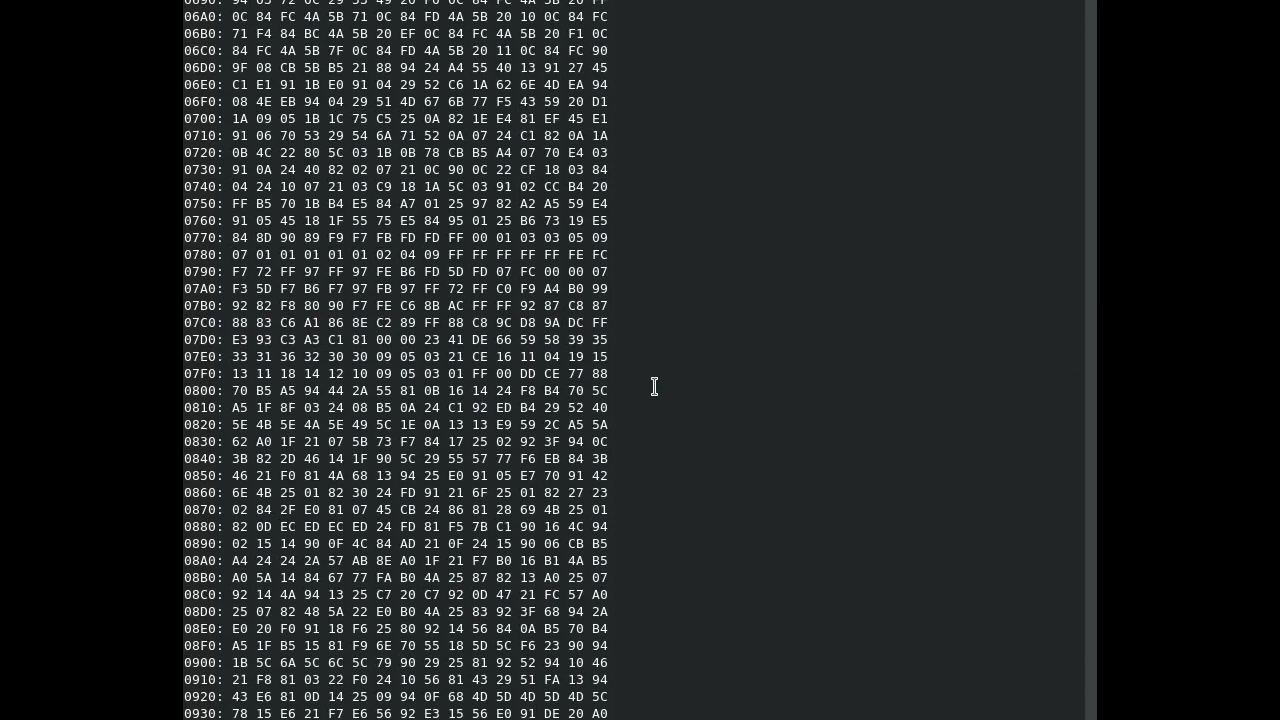 06A0: 0C 84 FC 4A 5B 71 0C 84 FD 4A 5B 20 10 0C 84 FC
06B0: 71 F4 84 BC 4A 5B 20 EF 0C 84 FC 4A 5B 20 F1 0C
06C0: 84 FC 4A 5B 7F 0C 84 FD 4A 5B 20 11 0C 84 FC 90
06D0: 9F 08 CB 5B B5 21 88 94 24 A4 55 40 13 91 27 45
06E0: C1 E1 91 1B E0 91 04 29 52 C6 1A 62 6E 4D EA 94
06F0: 08 4E EB 94 04 29 51 4D 67 6B 77 F5 43 59 20 D1
0700: 1A 09 05 1B 1C 75 C5 25 0A 82 1E E4 81 EF 45 E1
0710: 91 06 70 53 29 54 6A 71 52 0A 07 24 C1 82 0A 1A
0720: 0B 4C 22 80 5C 03 1B 0B 78 CB B5 A4 07 70 E4 03
0730: 91 0A 24 40 82 02 07 21 0C 90 0C 22 CF 18 03 84
0740: 04 24 10 07 21 03 C9 18 1A 5C 03 91 02 CC B4 20
0750: FF B5 70 1B B4 E5 84 A7 01 25 97 82 A2 A5 59 E4
0760: 91 05 45 18 1F 55 75 E5 84 95 01 25 B6 73 19 E5
0770: 84 8D 90 89 F9 F7 FB FD FD FF 00 01 03 03 05 09
0780: 07 01 01 01 01 01 02 04 09 FF FF FF FF FF FE FC
0790: F7 72 FF 97 FF 97 FE B6 FD 5D FD 07 FC 00 00 07
07A0: F3 5D F7 B6 F7 97 FB 97 FF 72 FF C0 F9 A4 B0 99
07B0: 92 82 F8 80 90 F7 FE C6 8B AC FF FF 92 87 C8 87
07C0: 88 83 C6 A1 86 8E C2 89 FF 88 C8 9C D8 9A DC FF
07D0: E3 93 C3 A3 C1 81 00 00 23 41 DE 66 59 58 39 35
07E0: 33 31 36 32 30 30 09 05 03 21 CE 16 11 04 19 15
07F0: 13 11 18 14 12 10 09 05 03 01 FF 00 DD CE 77 88
0800: 70 B5 A5 94 44 2A 55 81 0B 16 14 24 F8 B4 70 5C
0810: A5 1F 8F 03 24 08 B5 0A 24 C1 92 ED B4 29 52 40
0820: 5E 4B 5E 4A 5E 49 5C 1E 0A 13 13 E9 59 2C A5 5A
0830: 62 A0 1F 21 07 5B 73 F7 84 17 25 02 92 3F 94 0C
0840: 3B 82 2D 46 14 1F 90 5C 29 55 57 77 F6 EB 84 3B
0850: 46 21 F0 81 4A 68 13 94 25 E0 91 05 E7 70 91 42
0860: 6E 4B 25 01 82 30 24 FD 91 21 6F 25 01 82 27 23
0870: 02 84 2F E0 81 07 45 CB 24 86 81 28 69 4B 25 01
0880: 82 0D EC ED EC ED 24 FD 81 F5 7B C1 90 16 4C 94
0890: 02 15 14 90 0F 4C 84 AD 21 0F 24 15 90 06 CB B5
08A0: A4 24 24 2A 57 AB 8E A0 1F 21 F7 B0 16 B1 4A B5
08B0: A0 5A 14 84 67 77 FA B0 4A 25 87 82 13 A0 25 07
08C0: 92 14 4A 94 13 25 C7 20 C7 92 0D 47 21 FC 57 A0
08D0: 25 07 82 48 5A 22 E0 B0 4A 25 83 92 3F 68 94 2A
08E0: E0 20 F0 91 18 F6 25 80 92 14 56 84 0A B5 70 B4
08F0: A5 1F B5 15 81 F9 6E 70 55 18 5D 5C F6 23 90 94
0900: 1B 5C 6A 5C 6C 5C 79 90 29 25 81 92 52 94 10 46
0910: 21 F8 81 03 22 F0 24 10 56 81 43 29 51 FA 13 94
0920: 43 E6 81 0D 14 25 09 94 0F 68 4D 5D 4D 5D 4D 5C
0930: 78 15 E6 21 F7 E6 56 92 E3 15 56 E0 91 DE 20 A0